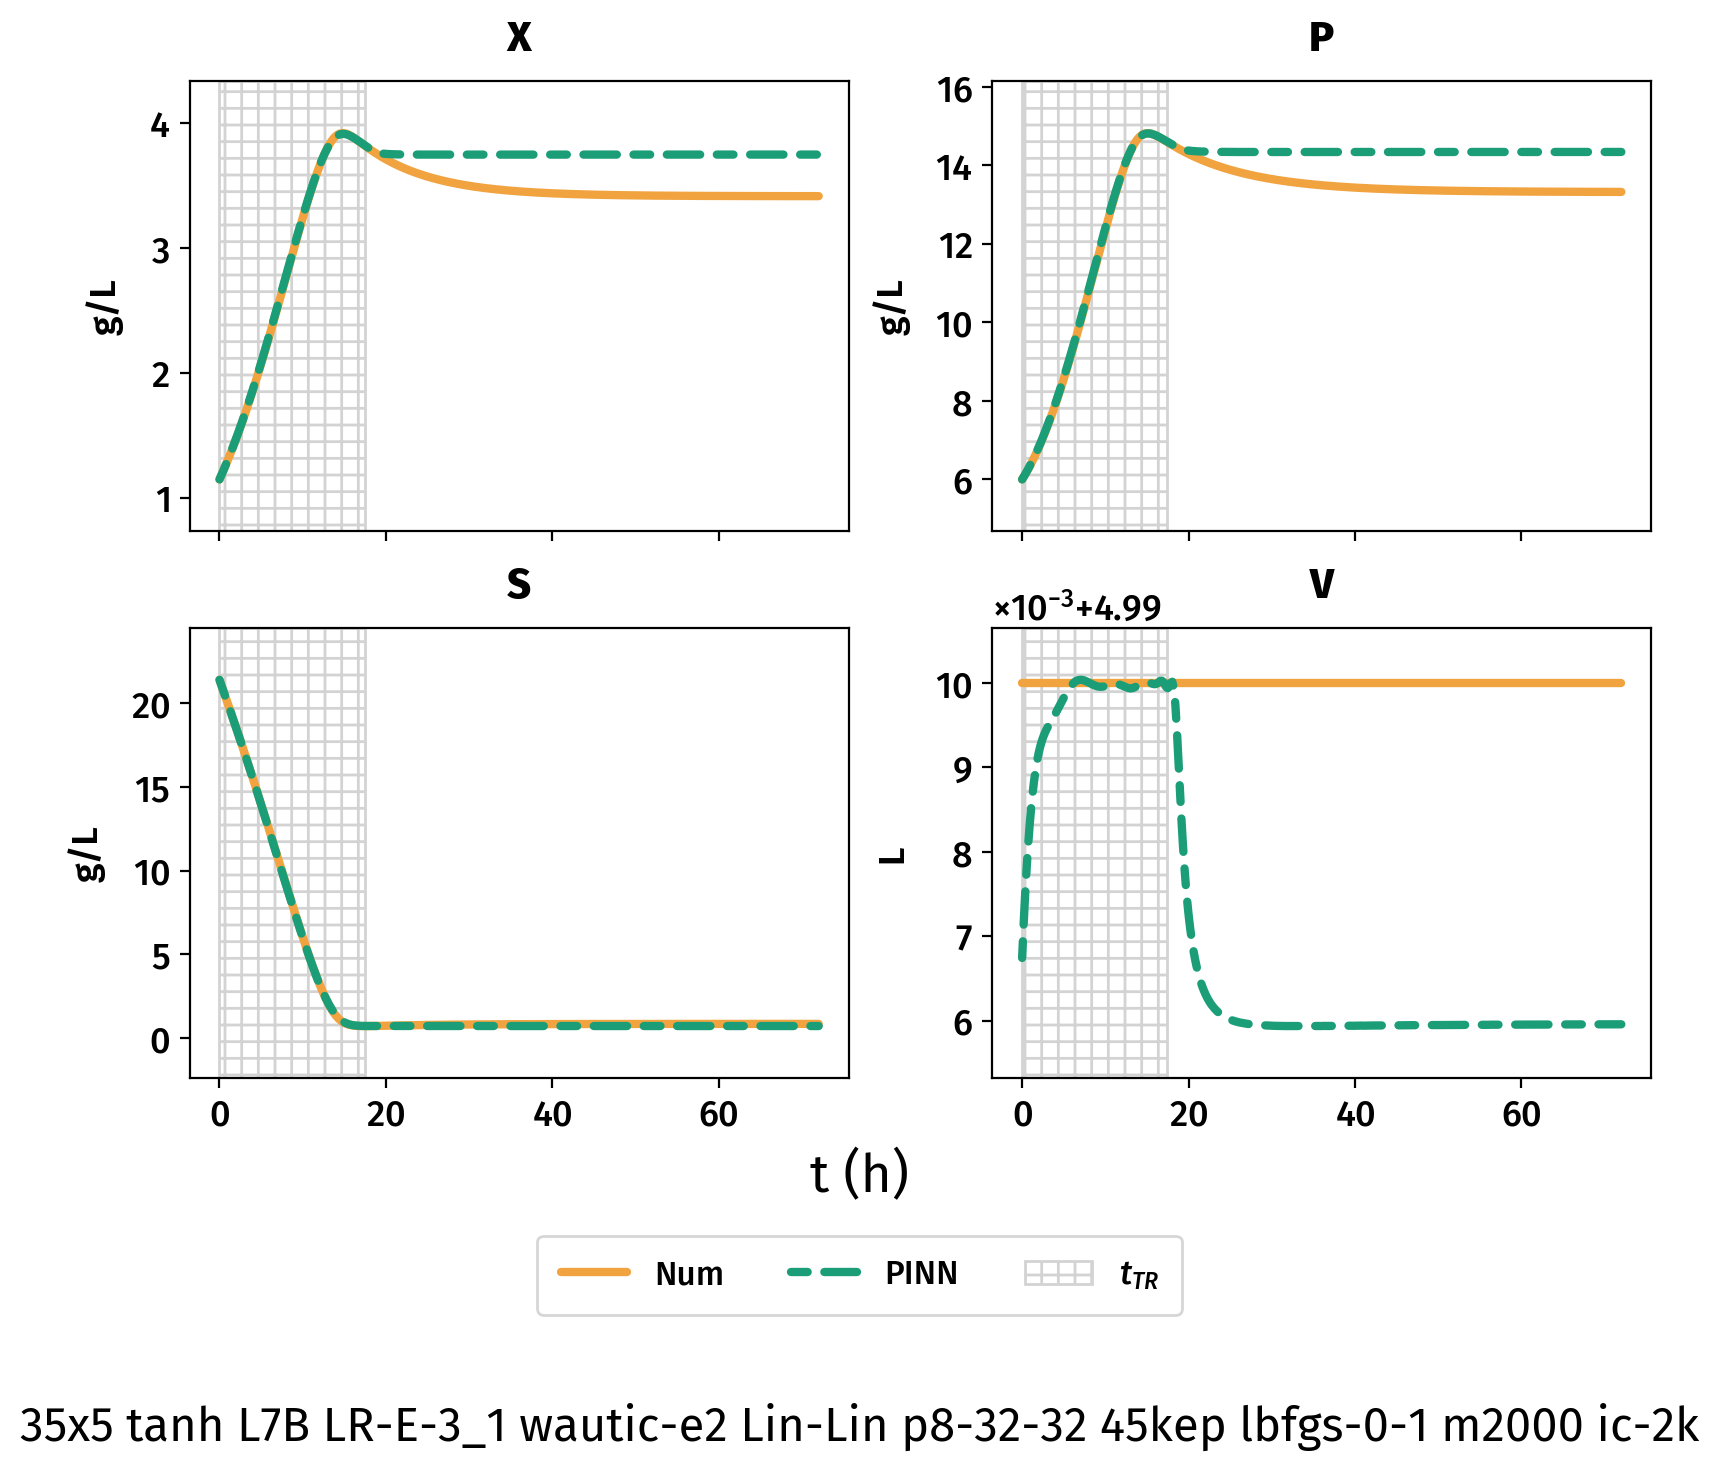 X
P
4
3
2
1
g/L
16
14
12
10
8
6
g/L
S
V
×10⁻³+4.99
20
15
10
5
0
g/L
10
9
8
7
6
L
0 20 40 60
0 20 40 60
t (h)
Num PINN t_TR
35x5 tanh L7B LR-E-3_1 wautic-e2 Lin-Lin p8-32-32 45kep lbfgs-0-1 m2000 ic-2k